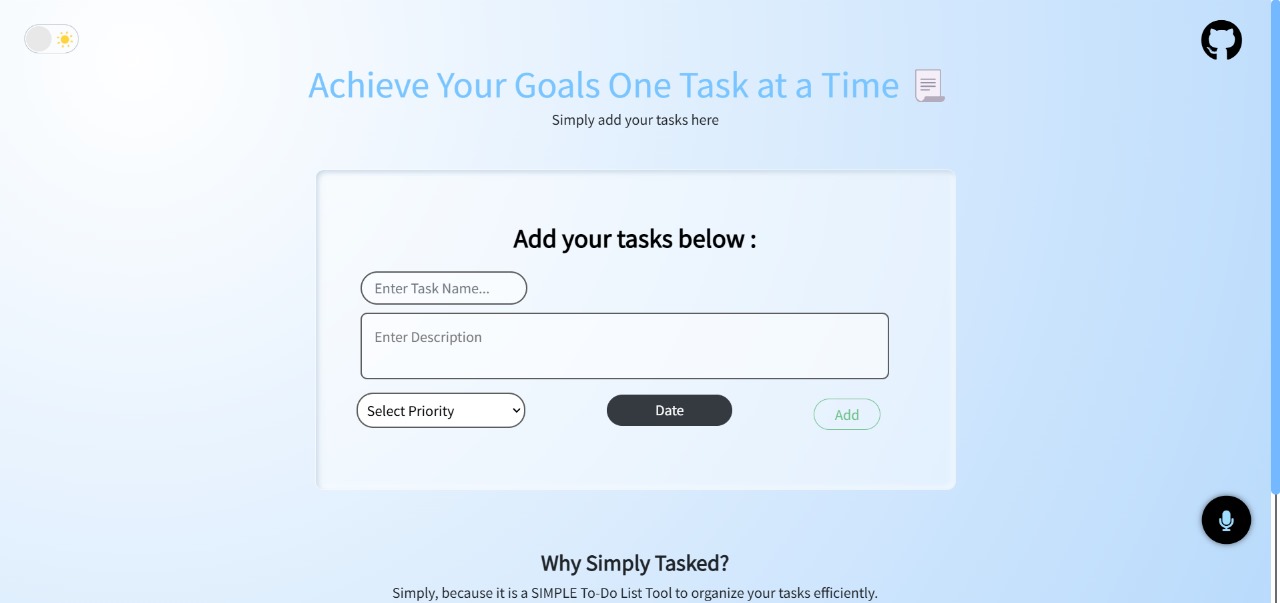 Achieve Your Goals One Task at a Time
Simply add your tasks here
Add your tasks below :
Enter Task Name...
Enter Description
Select Priority
Date
Add
Why Simply Tasked?
Simply, because it is a SIMPLE To-Do List Tool to organize your tasks efficiently.